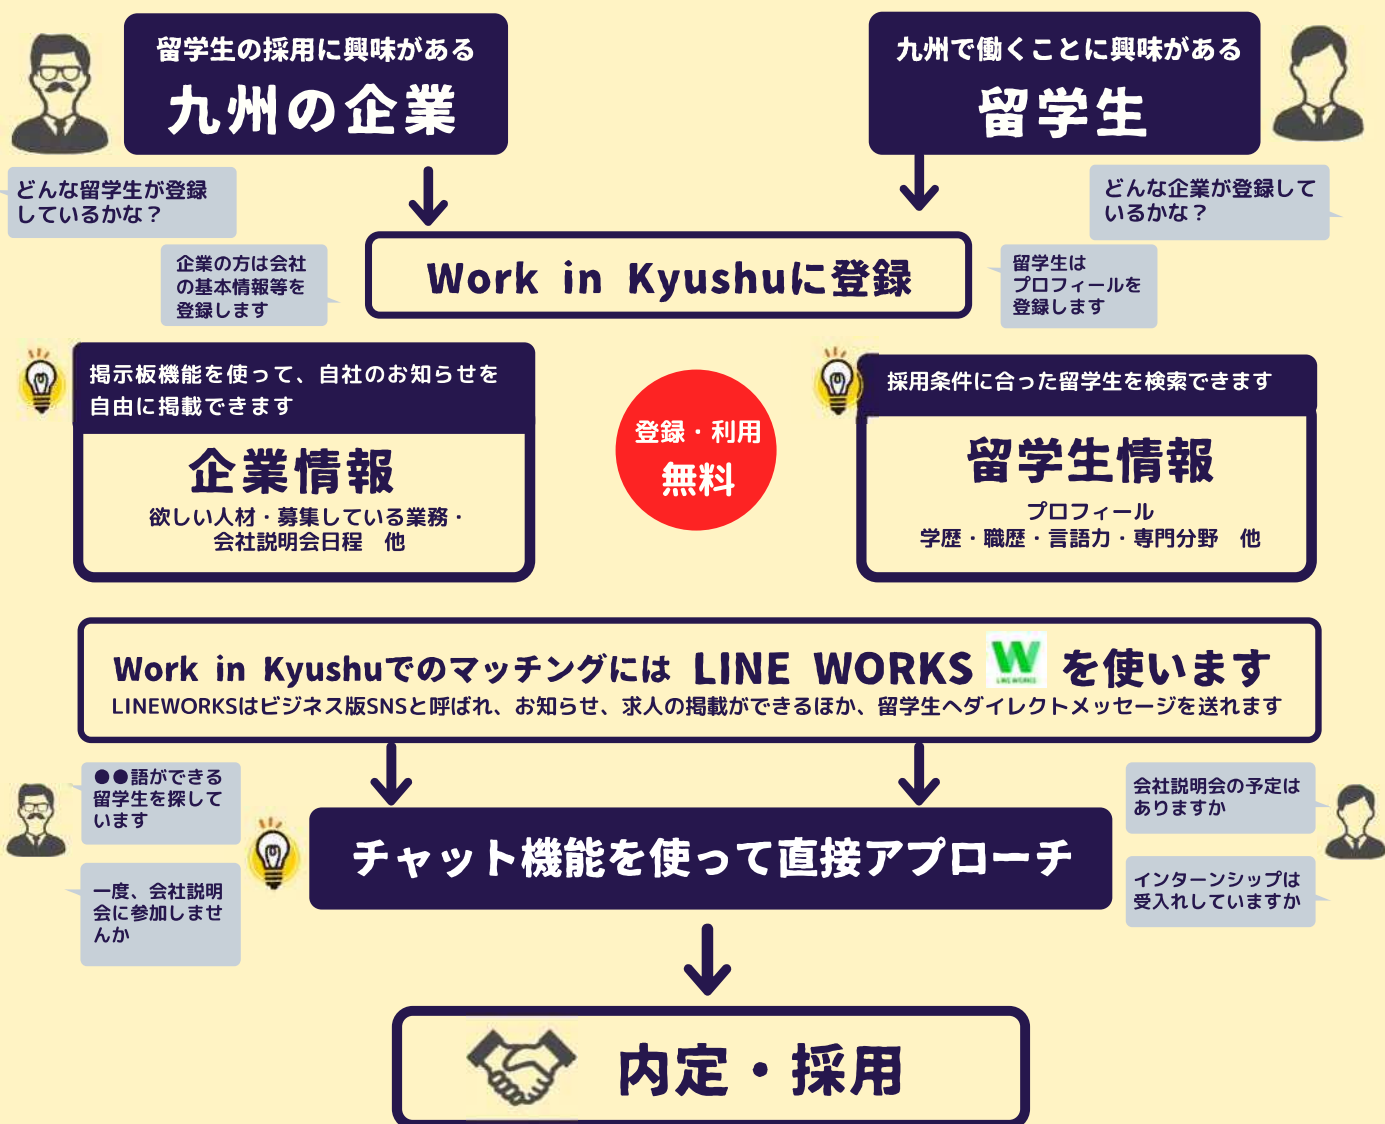 留学生の採用に興味がある
九州の企業
九州で働くことに興味がある
留学生
どんな留学生が登録
しているかな？
どんな企業が登録して
いるかな？
企業の方は会社
の基本情報等を
登録します
Work in Kyushuに登録
留学生は
プロフィールを
登録します
掲示板機能を使って、自社のお知らせを
自由に掲載できます
企業情報
欲しい人材・募集している業務・
会社説明会日程　他
登録・利用
無料
採用条件に合った留学生を検索できます
留学生情報
プロフィール
学歴・職歴・言語力・専門分野　他
Work in Kyushuでのマッチングには LINE WORKS W LINE WORKS を使います
LINEWORKSはビジネス版SNSと呼ばれ、お知らせ、求人の掲載ができるほか、留学生へダイレクトメッセージを送れます
●●語ができる
留学生を探して
います
一度、会社説明
会に参加しませ
んか
チャット機能を使って直接アプローチ
会社説明会の予定は
ありますか
インターンシップは
受入れしていますか
内定・採用